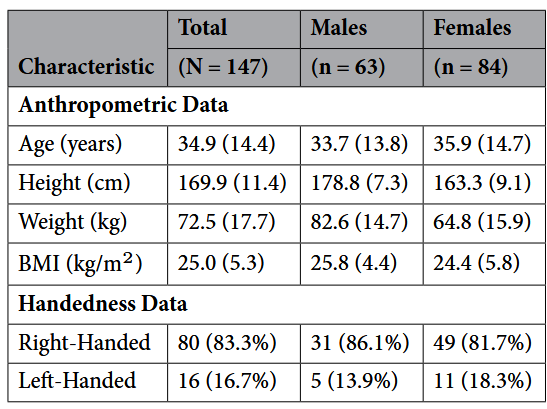 Total Males Females
Characteristic (N = 147) (n = 63) (n = 84)
Anthropometric Data
Age (years) 34.9 (14.4) 33.7 (13.8) 35.9 (14.7)
Height (cm) 169.9 (11.4) 178.8 (7.3) 163.3 (9.1)
Weight (kg) 72.5 (17.7) 82.6 (14.7) 64.8 (15.9)
BMI (kg/m²) 25.0 (5.3) 25.8 (4.4) 24.4 (5.8)
Handedness Data
Right-Handed 80 (83.3%) 31 (86.1%) 49 (81.7%)
Left-Handed 16 (16.7%) 5 (13.9%) 11 (18.3%)